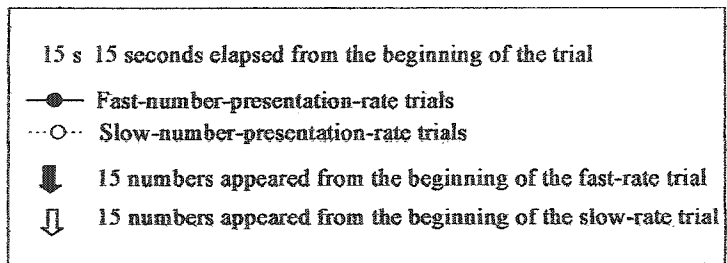 15 s 15 seconds elapsed from the beginning of the trial
Fast-number-presentation-rate trials
Slow-number-presentation-rate trials
15 numbers appeared from the beginning of the fast-rate trial
15 numbers appeared from the beginning of the slow-rate trial